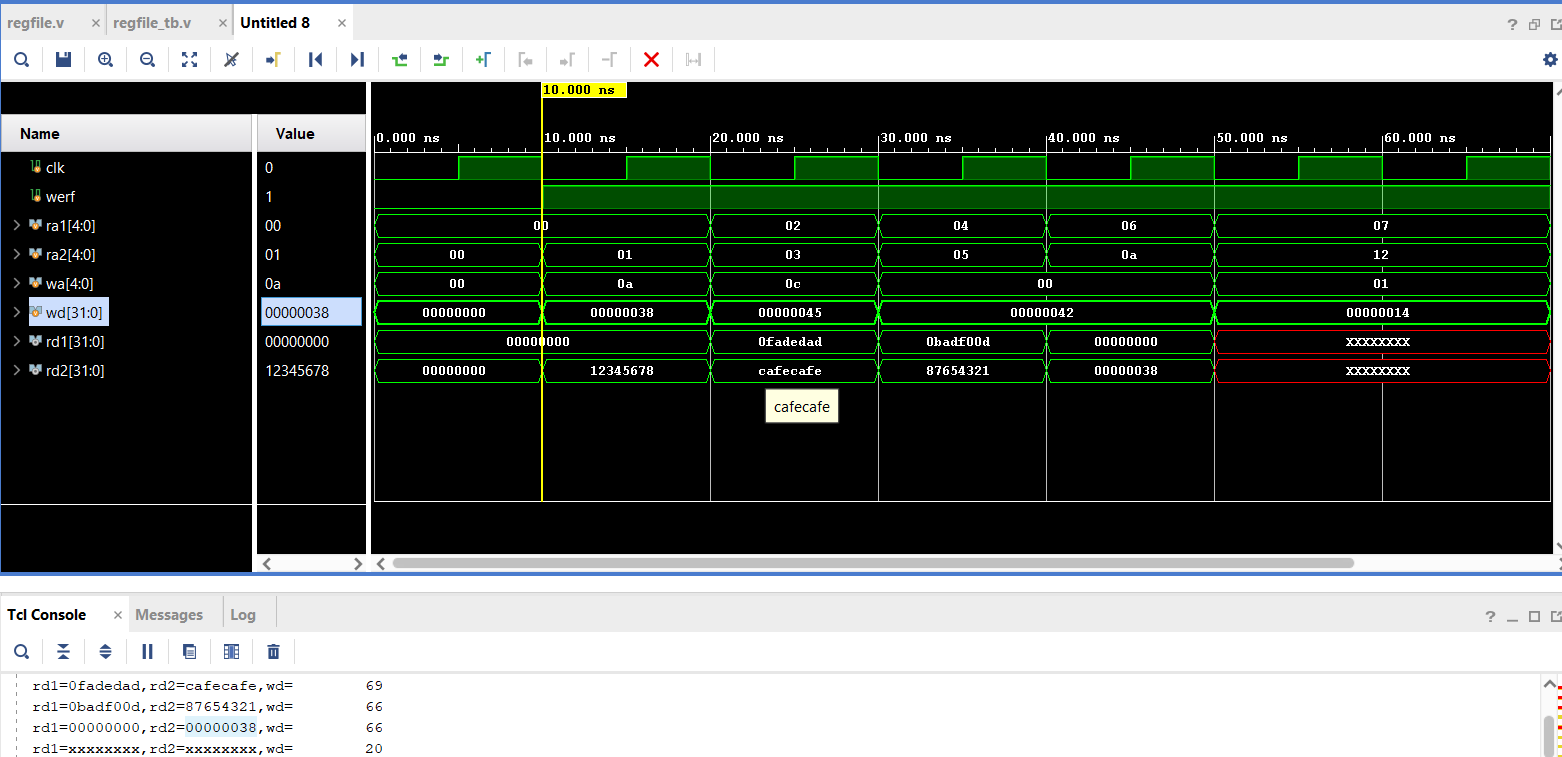 regfile.v × regfile_tb.v × Untitled 8 ×
?
10.000 ns
Name Value
0.000 ns 10.000 ns 20.000 ns 30.000 ns 40.000 ns 50.000 ns 60.000 ns
clk 0
werf 1
ra1[4:0] 00 00 02 04 06 07
ra2[4:0] 01 00 01 03 05 0a 12
wa[4:0] 0a 00 0a 0c 00 01
wd[31:0] 00000038 00000000 00000038 00000045 00000042 00000014
rd1[31:0] 00000000 00000000 0fadedad 0badf00d 00000000 XXXXXXXX
rd2[31:0] 12345678 00000000 12345678 cafecafe 87654321 00000038 XXXXXXXX
cafecafe
Tcl Console × Messages Log
?
rd1=0fadedad,rd2=cafecafe,wd= 69
rd1=0badf00d,rd2=87654321,wd= 66
rd1=00000000,rd2=00000038,wd= 66
rd1=xxxxxxxx,rd2=xxxxxxxx,wd= 20